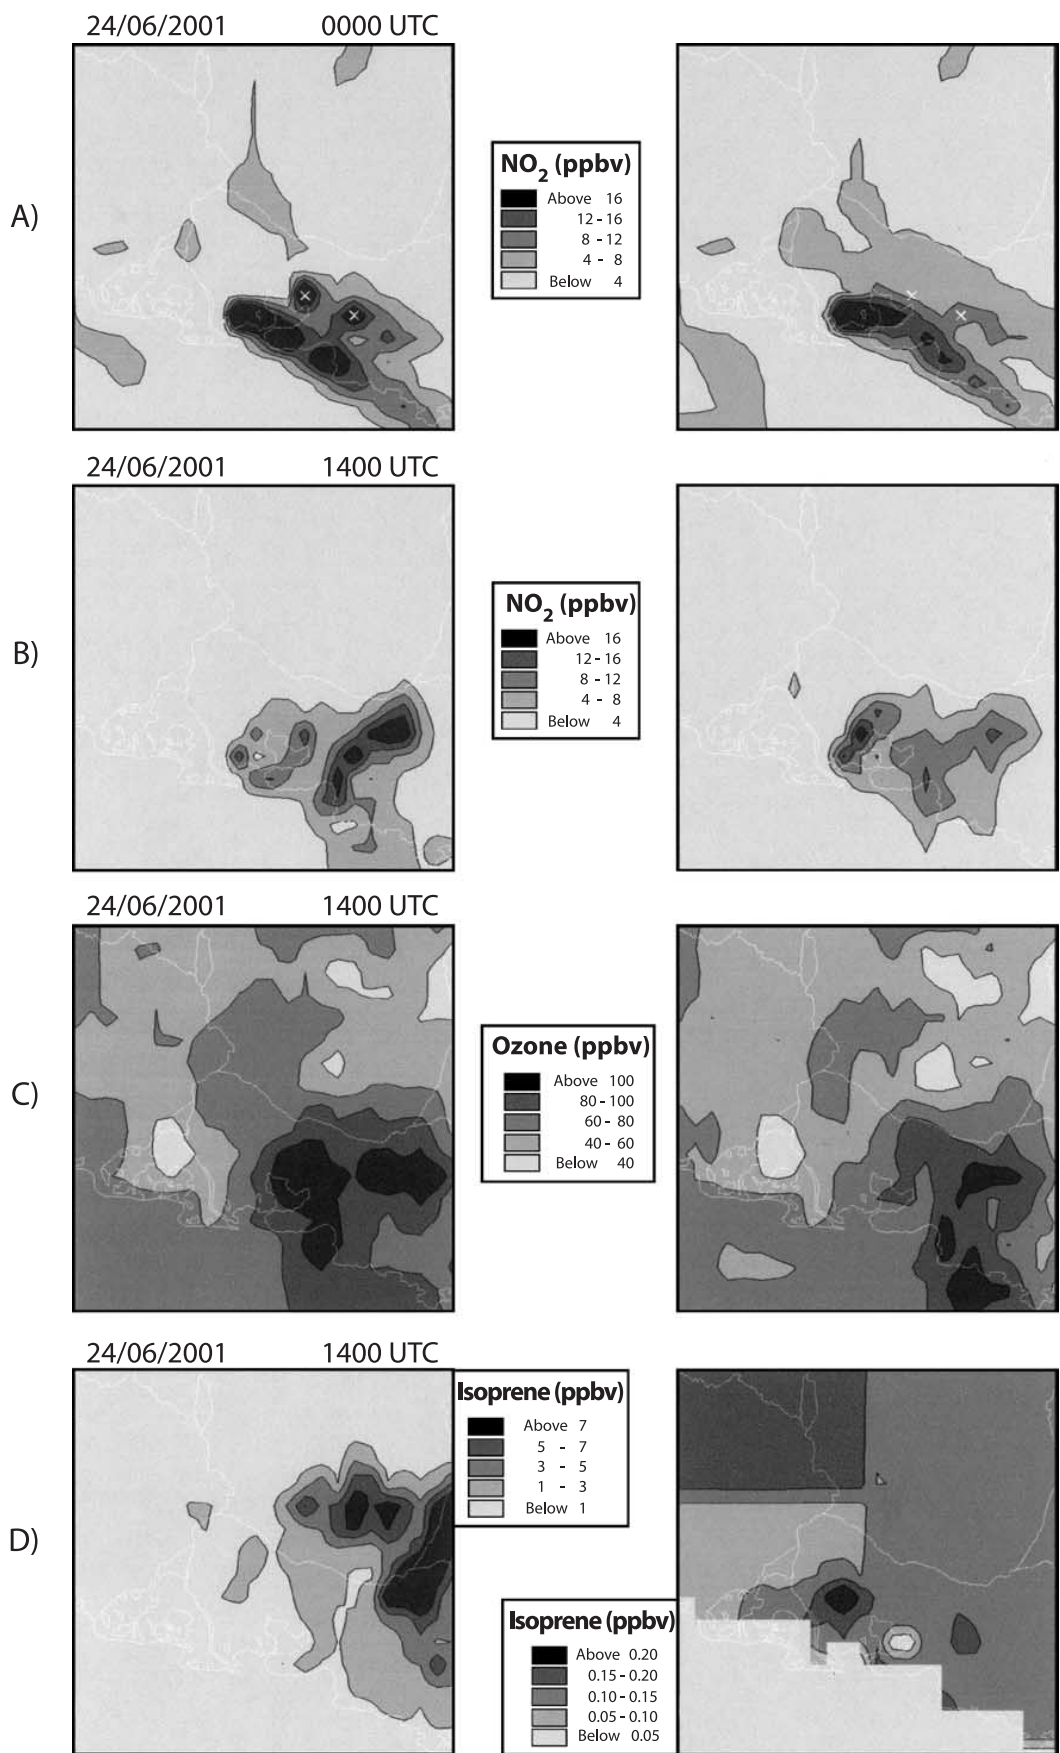 24/06/2001 0000 UTC
A)
NO2 (ppbv)
Above 16
12 - 16
8 - 12
4 - 8
Below 4
×
×
×
×
24/06/2001 1400 UTC
B)
NO2 (ppbv)
Above 16
12 - 16
8 - 12
4 - 8
Below 4
24/06/2001 1400 UTC
C)
Ozone (ppbv)
Above 100
80 - 100
60 - 80
40 - 60
Below 40
24/06/2001 1400 UTC
D)
Isoprene (ppbv)
Above 7
5 - 7
3 - 5
1 - 3
Below 1
Isoprene (ppbv)
Above 0.20
0.15 - 0.20
0.10 - 0.15
0.05 - 0.10
Below 0.05